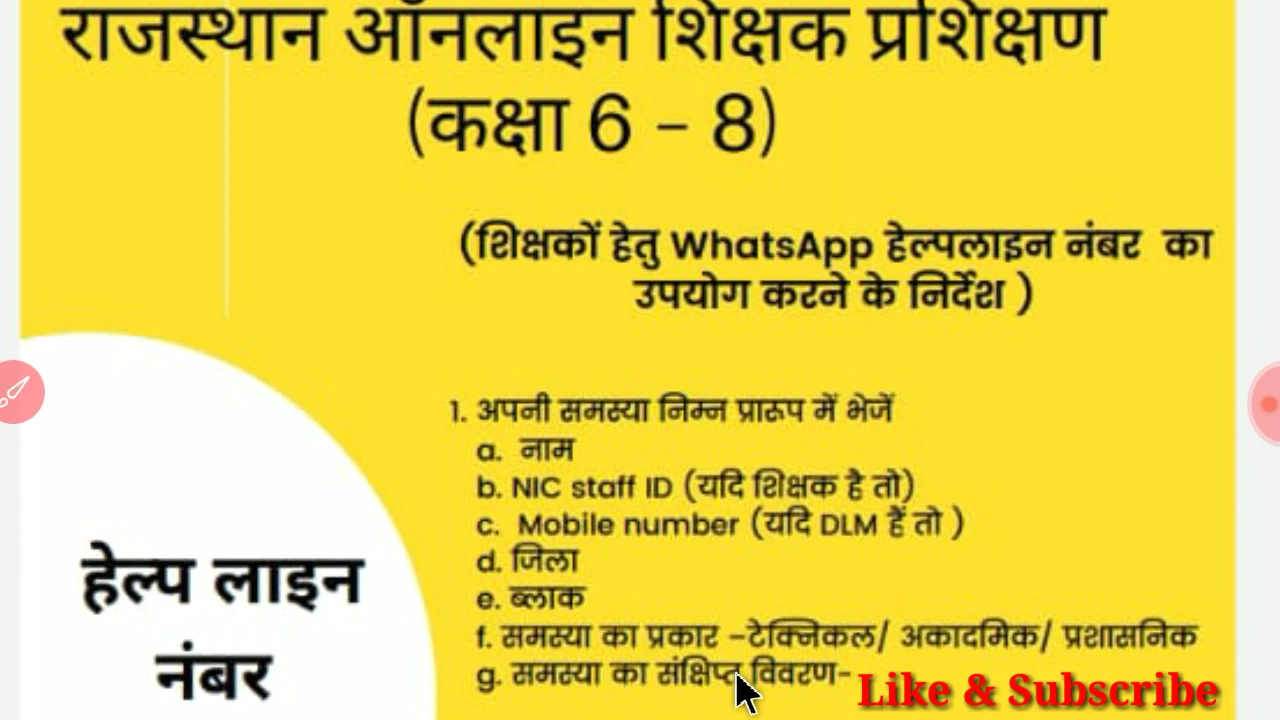 राजस्थान ऑनलाइन शिक्षक प्रशिक्षण
(कक्षा 6 - 8)
(शिक्षकों हेतु WhatsApp हेल्पलाइन नंबर का
उपयोग करने के निर्देश )
1. अपनी समस्या निम्न प्रारूप में भेजें
a. नाम
b. NIC staff ID (यदि शिक्षक है तो)
c. Mobile number (यदि DLM हैं तो )
d. जिला
e. ब्लाक
f. समस्या का प्रकार -टेक्निकल/ अकादमिक/ प्रशासनिक
g. समस्या का संक्षिप्त विवरण-
हेल्प लाइन
नंबर
Like & Subscribe